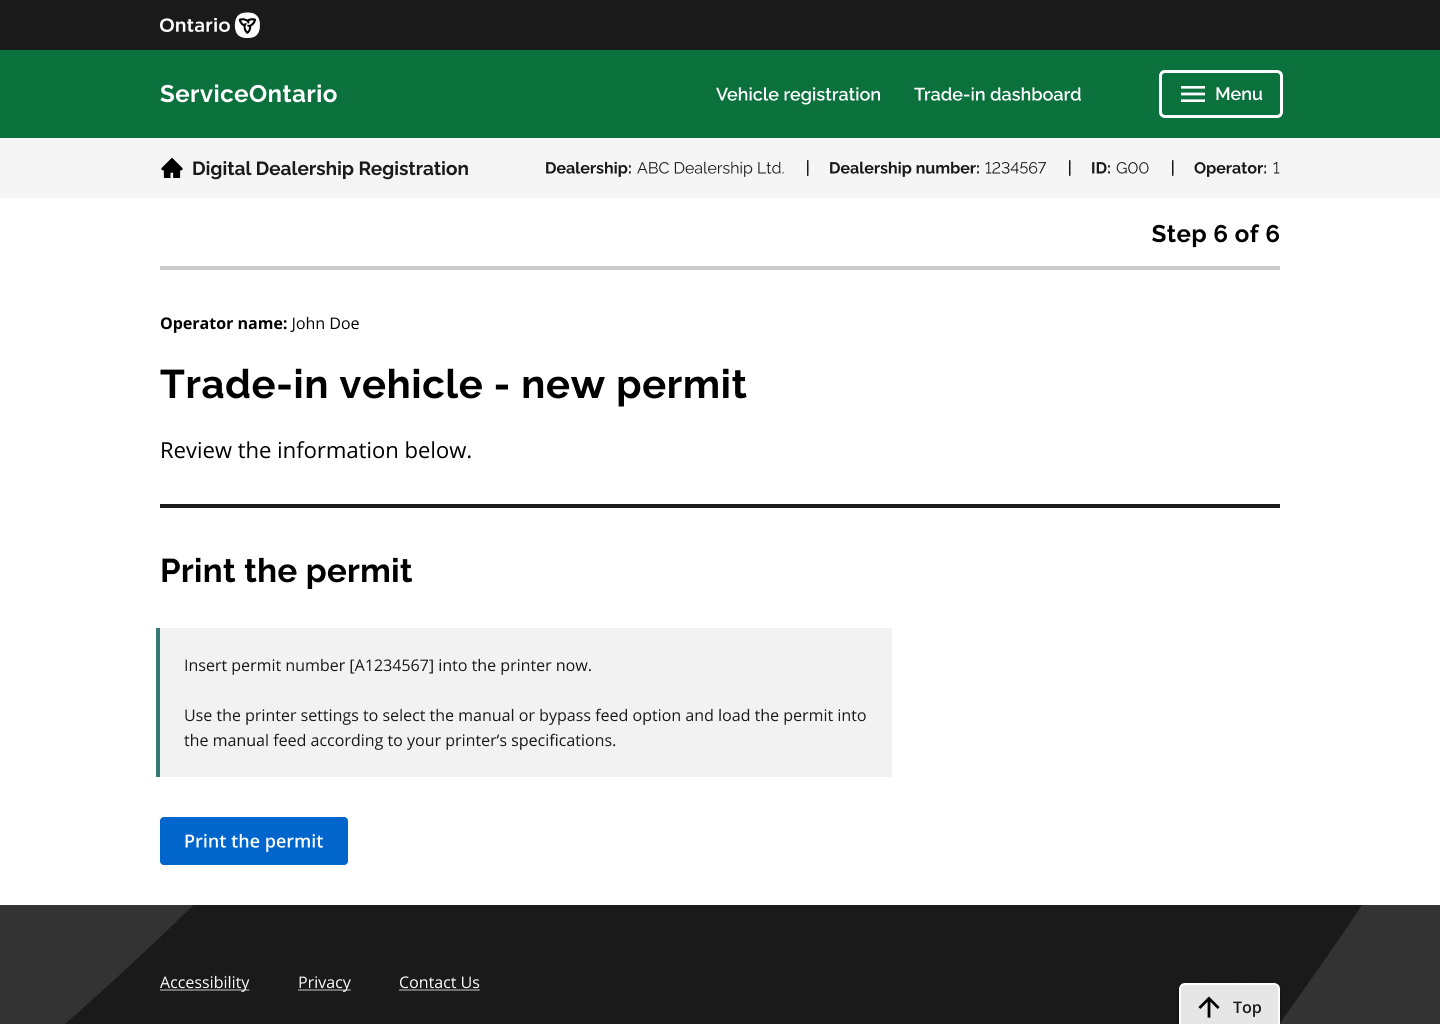 Ontario
ServiceOntario
Vehicle registration
Trade-in dashboard
Menu
Digital Dealership Registration
Dealership: ABC Dealership Ltd. | Dealership number: 1234567 | ID: G00 | Operator: 1
Step 6 of 6
Operator name: John Doe
Trade-in vehicle - new permit
Review the information below.
Print the permit
Insert permit number [A1234567] into the printer now.
Use the printer settings to select the manual or bypass feed option and load the permit into
the manual feed according to your printer’s specifications.
Print the permit
Accessibility
Privacy
Contact Us
Top